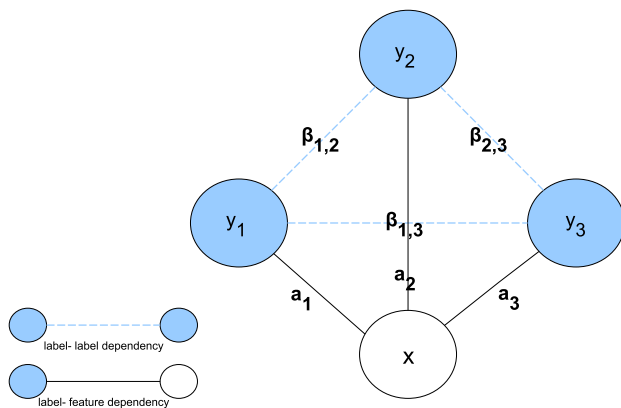 y2
β1,2
β2,3
y1
β1,3
y3
a1
a2
a3
x
label- label dependency
label- feature dependency